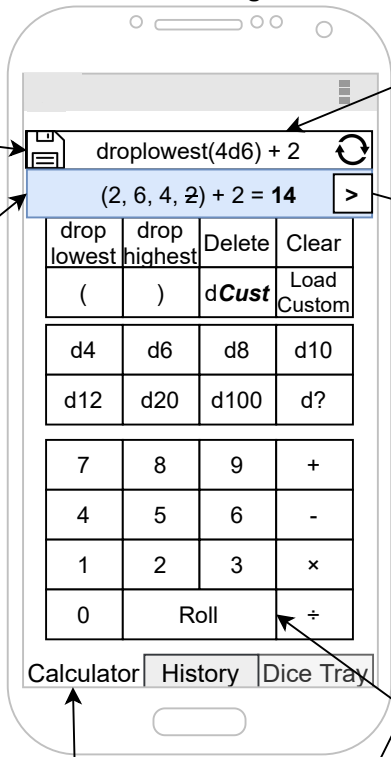 droplowest(4d6) + 2
(2, 6, 4, 2) + 2 = 14 >
drop lowest drop highest Delete Clear
( ) dCust Load Custom
d4 d6 d8 d10
d12 d20 d100 d?
7 8 9 +
4 5 6 -
1 2 3 ×
0 Roll ÷
Calculator History Dice Tray